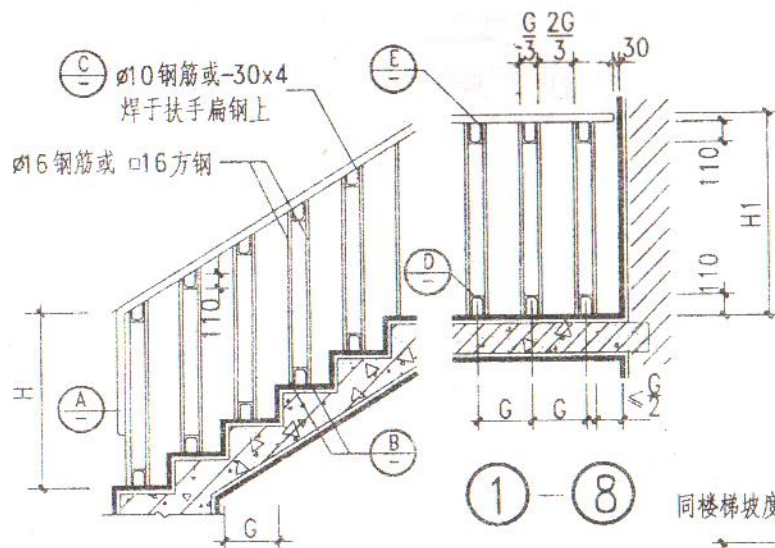 G/3 2G/3 30
C
–
ø10钢筋或-30x4
焊于扶手扁钢上
E
–
ø16钢筋或 □16方钢
110
H1
D
–
110
110
H
A
–
B
–
G
G G ≤G/2
1 - 8
同楼梯坡度